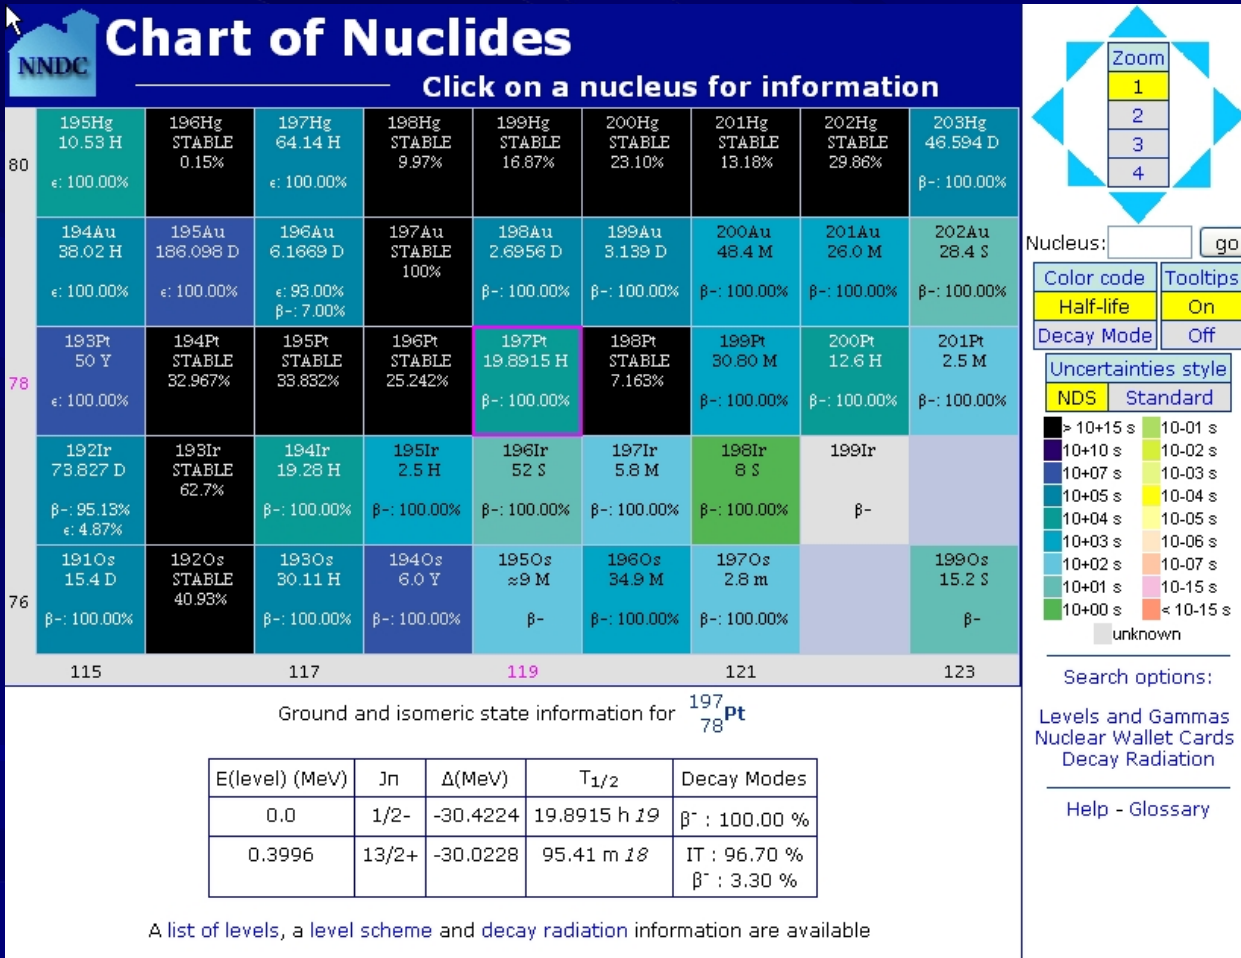 NNDC
Chart of Nuclides
Click on a nucleus for information
80
195Hg
10.53 H
ϵ: 100.00%
196Hg
STABLE
0.15%
197Hg
64.14 H
ϵ: 100.00%
198Hg
STABLE
9.97%
199Hg
STABLE
16.87%
200Hg
STABLE
23.10%
201Hg
STABLE
13.18%
202Hg
STABLE
29.86%
203Hg
46.594 D
β-: 100.00%
194Au
38.02 H
ϵ: 100.00%
195Au
186.098 D
ϵ: 100.00%
196Au
6.1669 D
ϵ: 93.00%
β-: 7.00%
197Au
STABLE
100%
198Au
2.6956 D
β-: 100.00%
199Au
3.139 D
β-: 100.00%
200Au
48.4 M
β-: 100.00%
201Au
26.0 M
β-: 100.00%
202Au
28.4 S
β-: 100.00%
78
193Pt
50 Y
ϵ: 100.00%
194Pt
STABLE
32.967%
195Pt
STABLE
33.832%
196Pt
STABLE
25.242%
197Pt
19.8915 H
β-: 100.00%
198Pt
STABLE
7.163%
199Pt
30.80 M
β-: 100.00%
200Pt
12.6 H
β-: 100.00%
201Pt
2.5 M
β-: 100.00%
192Ir
73.827 D
β-: 95.13%
ϵ: 4.87%
193Ir
STABLE
62.7%
194Ir
19.28 H
β-: 100.00%
195Ir
2.5 H
β-: 100.00%
196Ir
52 S
β-: 100.00%
197Ir
5.8 M
β-: 100.00%
198Ir
8 S
β-: 100.00%
199Ir
β-
76
191Os
15.4 D
β-: 100.00%
192Os
STABLE
40.93%
193Os
30.11 H
β-: 100.00%
194Os
6.0 Y
β-: 100.00%
195Os
≈9 M
β-
196Os
34.9 M
β-: 100.00%
197Os
2.8 m
β-: 100.00%
199Os
15.2 S
β-
115 117 119 121 123
Ground and isomeric state information for 197 78 Pt
E(level) (MeV) Jπ Δ(MeV) T1/2 Decay Modes
0.0 1/2- -30.4224 19.8915 h 19 β- : 100.00 %
0.3996 13/2+ -30.0228 95.41 m 18 IT : 96.70 %
β- : 3.30 %
A list of levels, a level scheme and decay radiation information are available
Zoom
1
2
3
4
Nucleus: go
Color code Tooltips
Half-life On
Decay Mode Off
Uncertainties style
NDS Standard
> 10+15 s 10-01 s
10+10 s 10-02 s
10+07 s 10-03 s
10+05 s 10-04 s
10+04 s 10-05 s
10+03 s 10-06 s
10+02 s 10-07 s
10+01 s 10-15 s
10+00 s < 10-15 s
unknown
Search options:
Levels and Gammas
Nuclear Wallet Cards
Decay Radiation
Help - Glossary